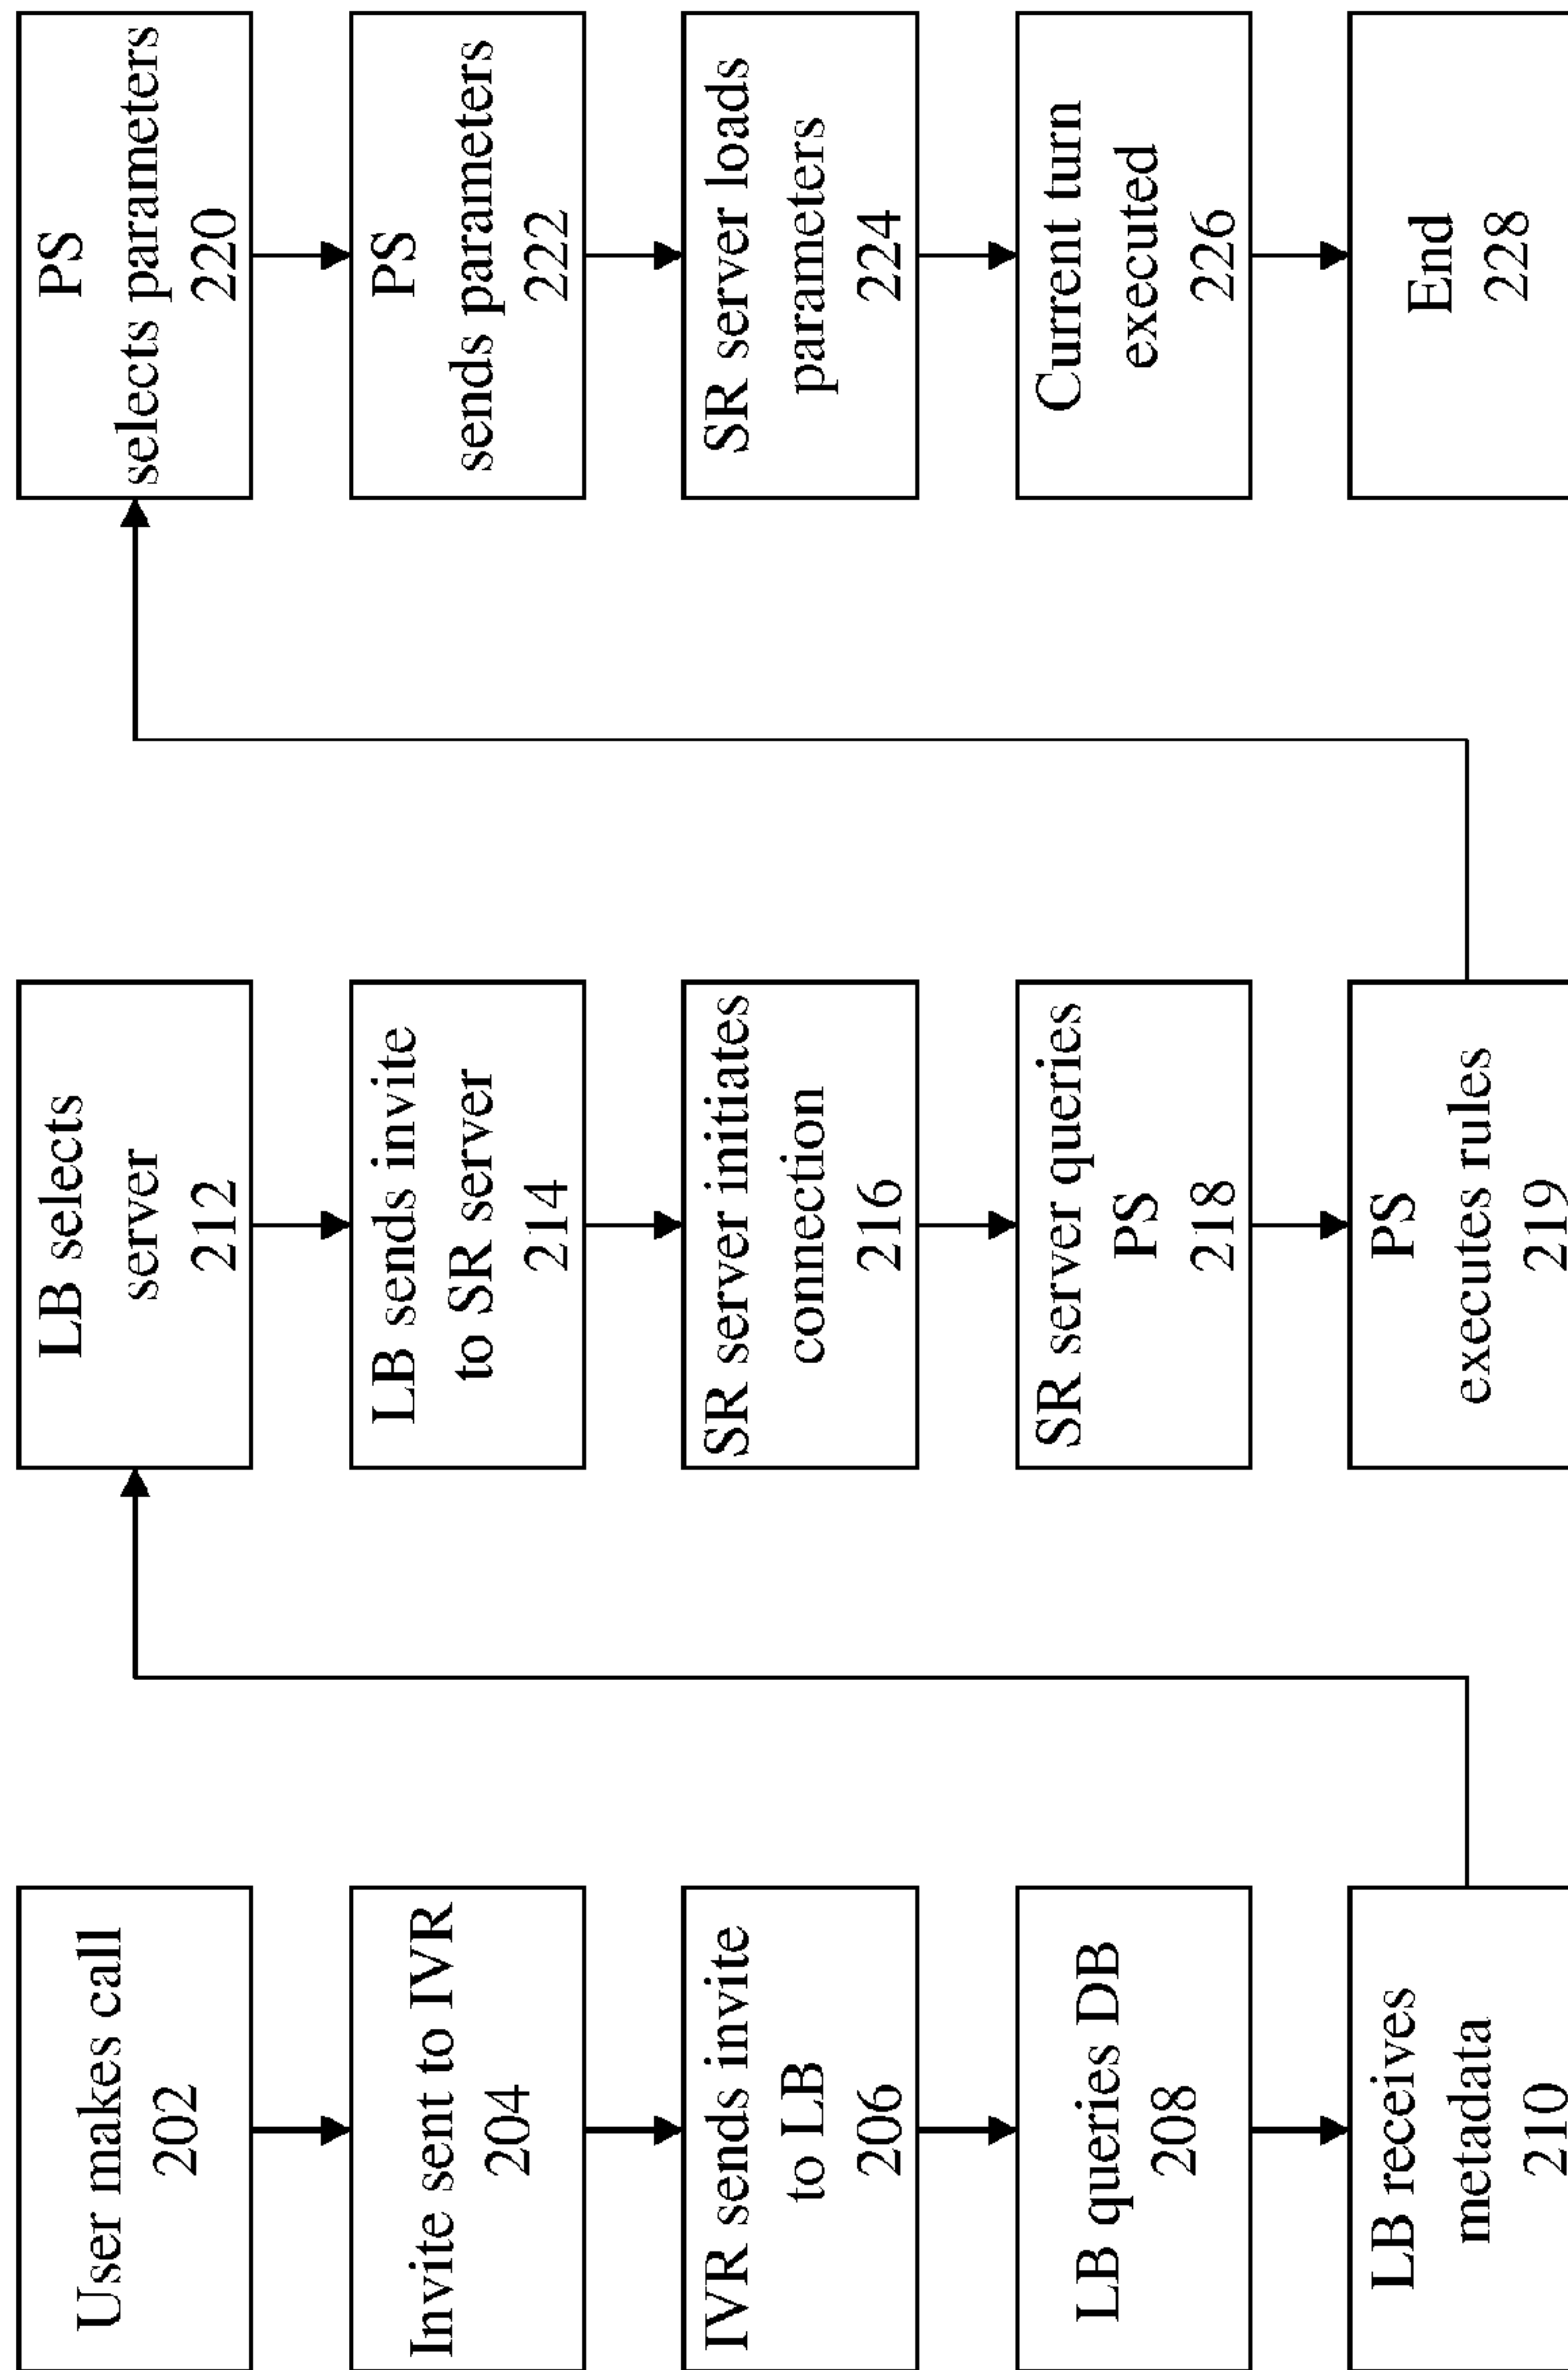 User makes call
202
Invite sent to IVR
204
IVR sends invite
to LB
206
LB queries DB
208
LB receives
metadata
210
LB selects
server
212
LB sends invite
to SR server
214
SR server initiates
connection
216
SR server queries
PS
218
PS
executes rules
219
PS
selects parameters
220
PS
sends parameters
222
SR server loads
parameters
224
Current turn
executed
226
End
228